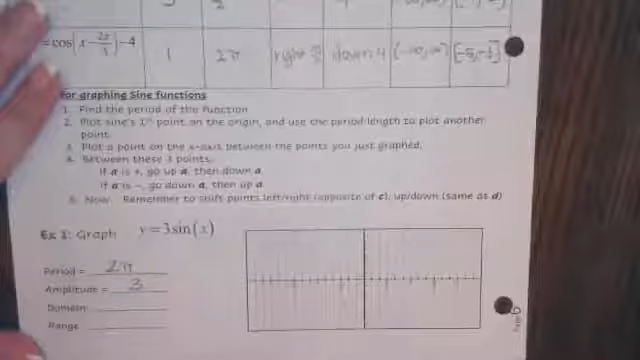 =cos(x-2π/3)-4 1 2π right down 4 (-∞,∞) [-5,-3]
for graphing Sine functions
1. Find the period of the function
2. Plot sine's 1st point on the origin, and use the period length to plot another
point.
3. Plot a point on the x-axis between the points you just graphed.
4. Between these 3 points,
if a is +, go up a, then down a.
if a is -, go down a, then up a
5. Now Remember to shift points left/right (opposite of c), up/down (same as d)
Ex 1: Graph y=3sin(x)
Period = 2π
Amplitude = 3
Domain:
Range
Page 6